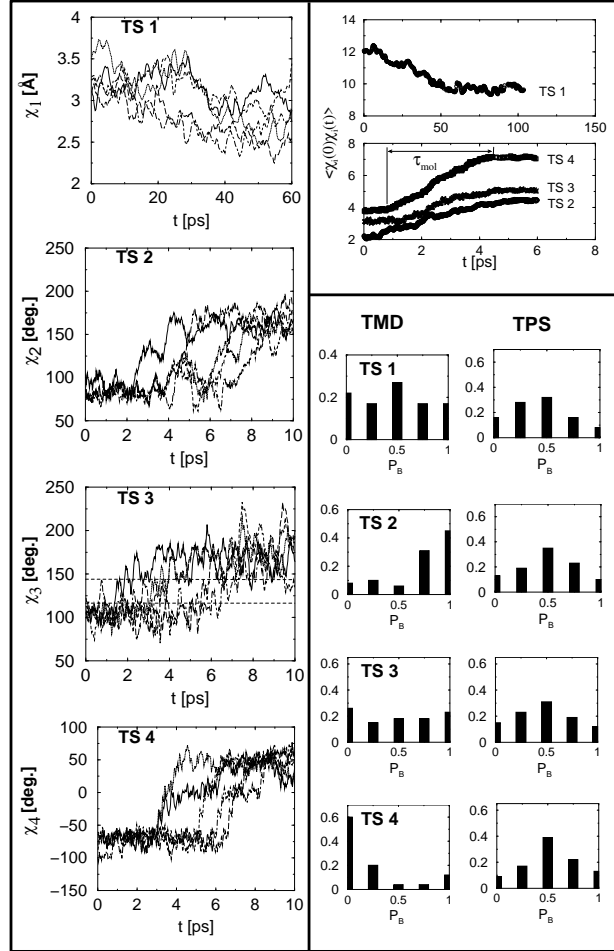 TS 1
4
3.5
3
2.5
2
χ1 [Å]
0 20 40 60
t [ps]
TS 2
250
200
150
100
50
χ2 [deg.]
0 2 4 6 8 10
t [ps]
TS 3
250
200
150
100
50
χ3 [deg.]
0 2 4 6 8 10
t [ps]
TS 4
100
50
0
−50
−100
−150
χ4 [deg.]
0 2 4 6 8 10
t [ps]
14
12
10
8
6
TS 1
0 50 100 150
<χi(0)χi(t)>
8
6
4
2
τmol
TS 4
TS 3
TS 2
0 2 4 6 8
t [ps]
TMD TPS
TS 1
0.4
0.2
0
0 0.5 1
PB
0.6
0.4
0.2
0
0 0.5 1
PB
TS 2
0.6
0.4
0.2
0
0 0.5 1
PB
0.6
0.4
0.2
0
0 0.5 1
PB
TS 3
0.6
0.4
0.2
0
0 0.5 1
PB
0.6
0.4
0.2
0
0 0.5 1
PB
TS 4
0.6
0.4
0.2
0
0 0.5 1
PB
0.6
0.4
0.2
0
0 0.5 1
PB